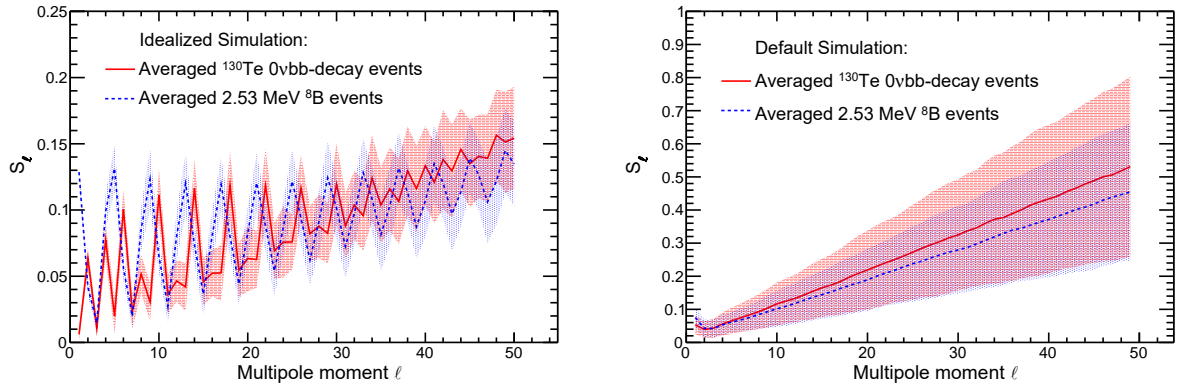 0.25
0.2
0.15
0.1
0.05
0
S_ℓ
Idealized Simulation:
Averaged ¹³⁰Te 0νbb-decay events
Averaged 2.53 MeV ⁸B events
0 10 20 30 40 50
Multipole moment ℓ
1
0.9
0.8
0.7
0.6
0.5
0.4
0.3
0.2
0.1
0
S_ℓ
Default Simulation:
Averaged ¹³⁰Te 0νbb-decay events
Averaged 2.53 MeV ⁸B events
0 10 20 30 40 50
Multipole moment ℓ